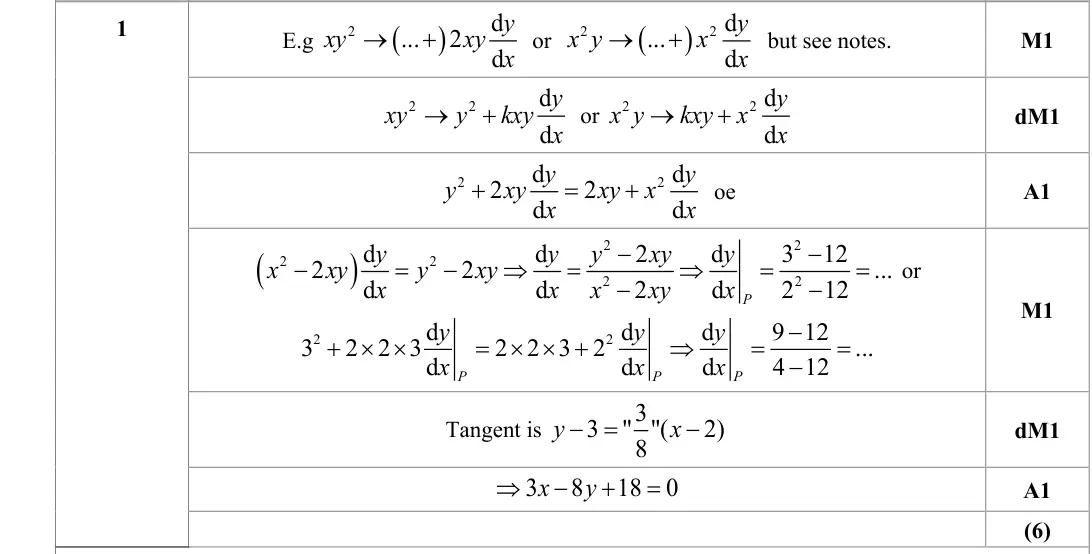 1
E.g xy² → (...+)2xy dy/dx or x²y → (...+)x² dy/dx but see notes. M1
xy² → y² + kxy dy/dx or x²y → kxy + x² dy/dx dM1
y² + 2xy dy/dx = 2xy + x² dy/dx oe A1
(x² − 2xy) dy/dx = y² − 2xy ⇒ dy/dx = (y² − 2xy)/(x² − 2xy) ⇒ dy/dx|P = (3² − 12)/(2² − 12) = ... or
M1
3² + 2×2×3 dy/dx|P = 2×2×3 + 2² dy/dx|P ⇒ dy/dx|P = (9 − 12)/(4 − 12) = ...
Tangent is y − 3 = "3/8"(x − 2) dM1
⇒ 3x − 8y + 18 = 0 A1
(6)